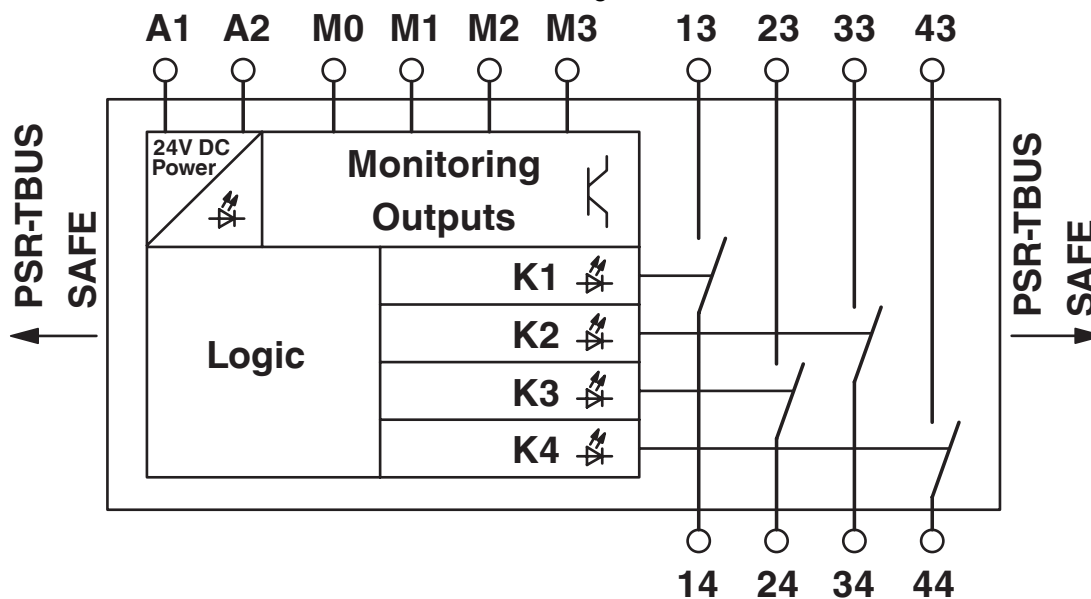 A1 A2 M0 M1 M2 M3 13 23 33 43
PSR-TBUS
SAFE
24V DC
Power
Monitoring
Outputs
K1
K2
Logic
K3
K4
PSR-TBUS
SAFE
14 24 34 44